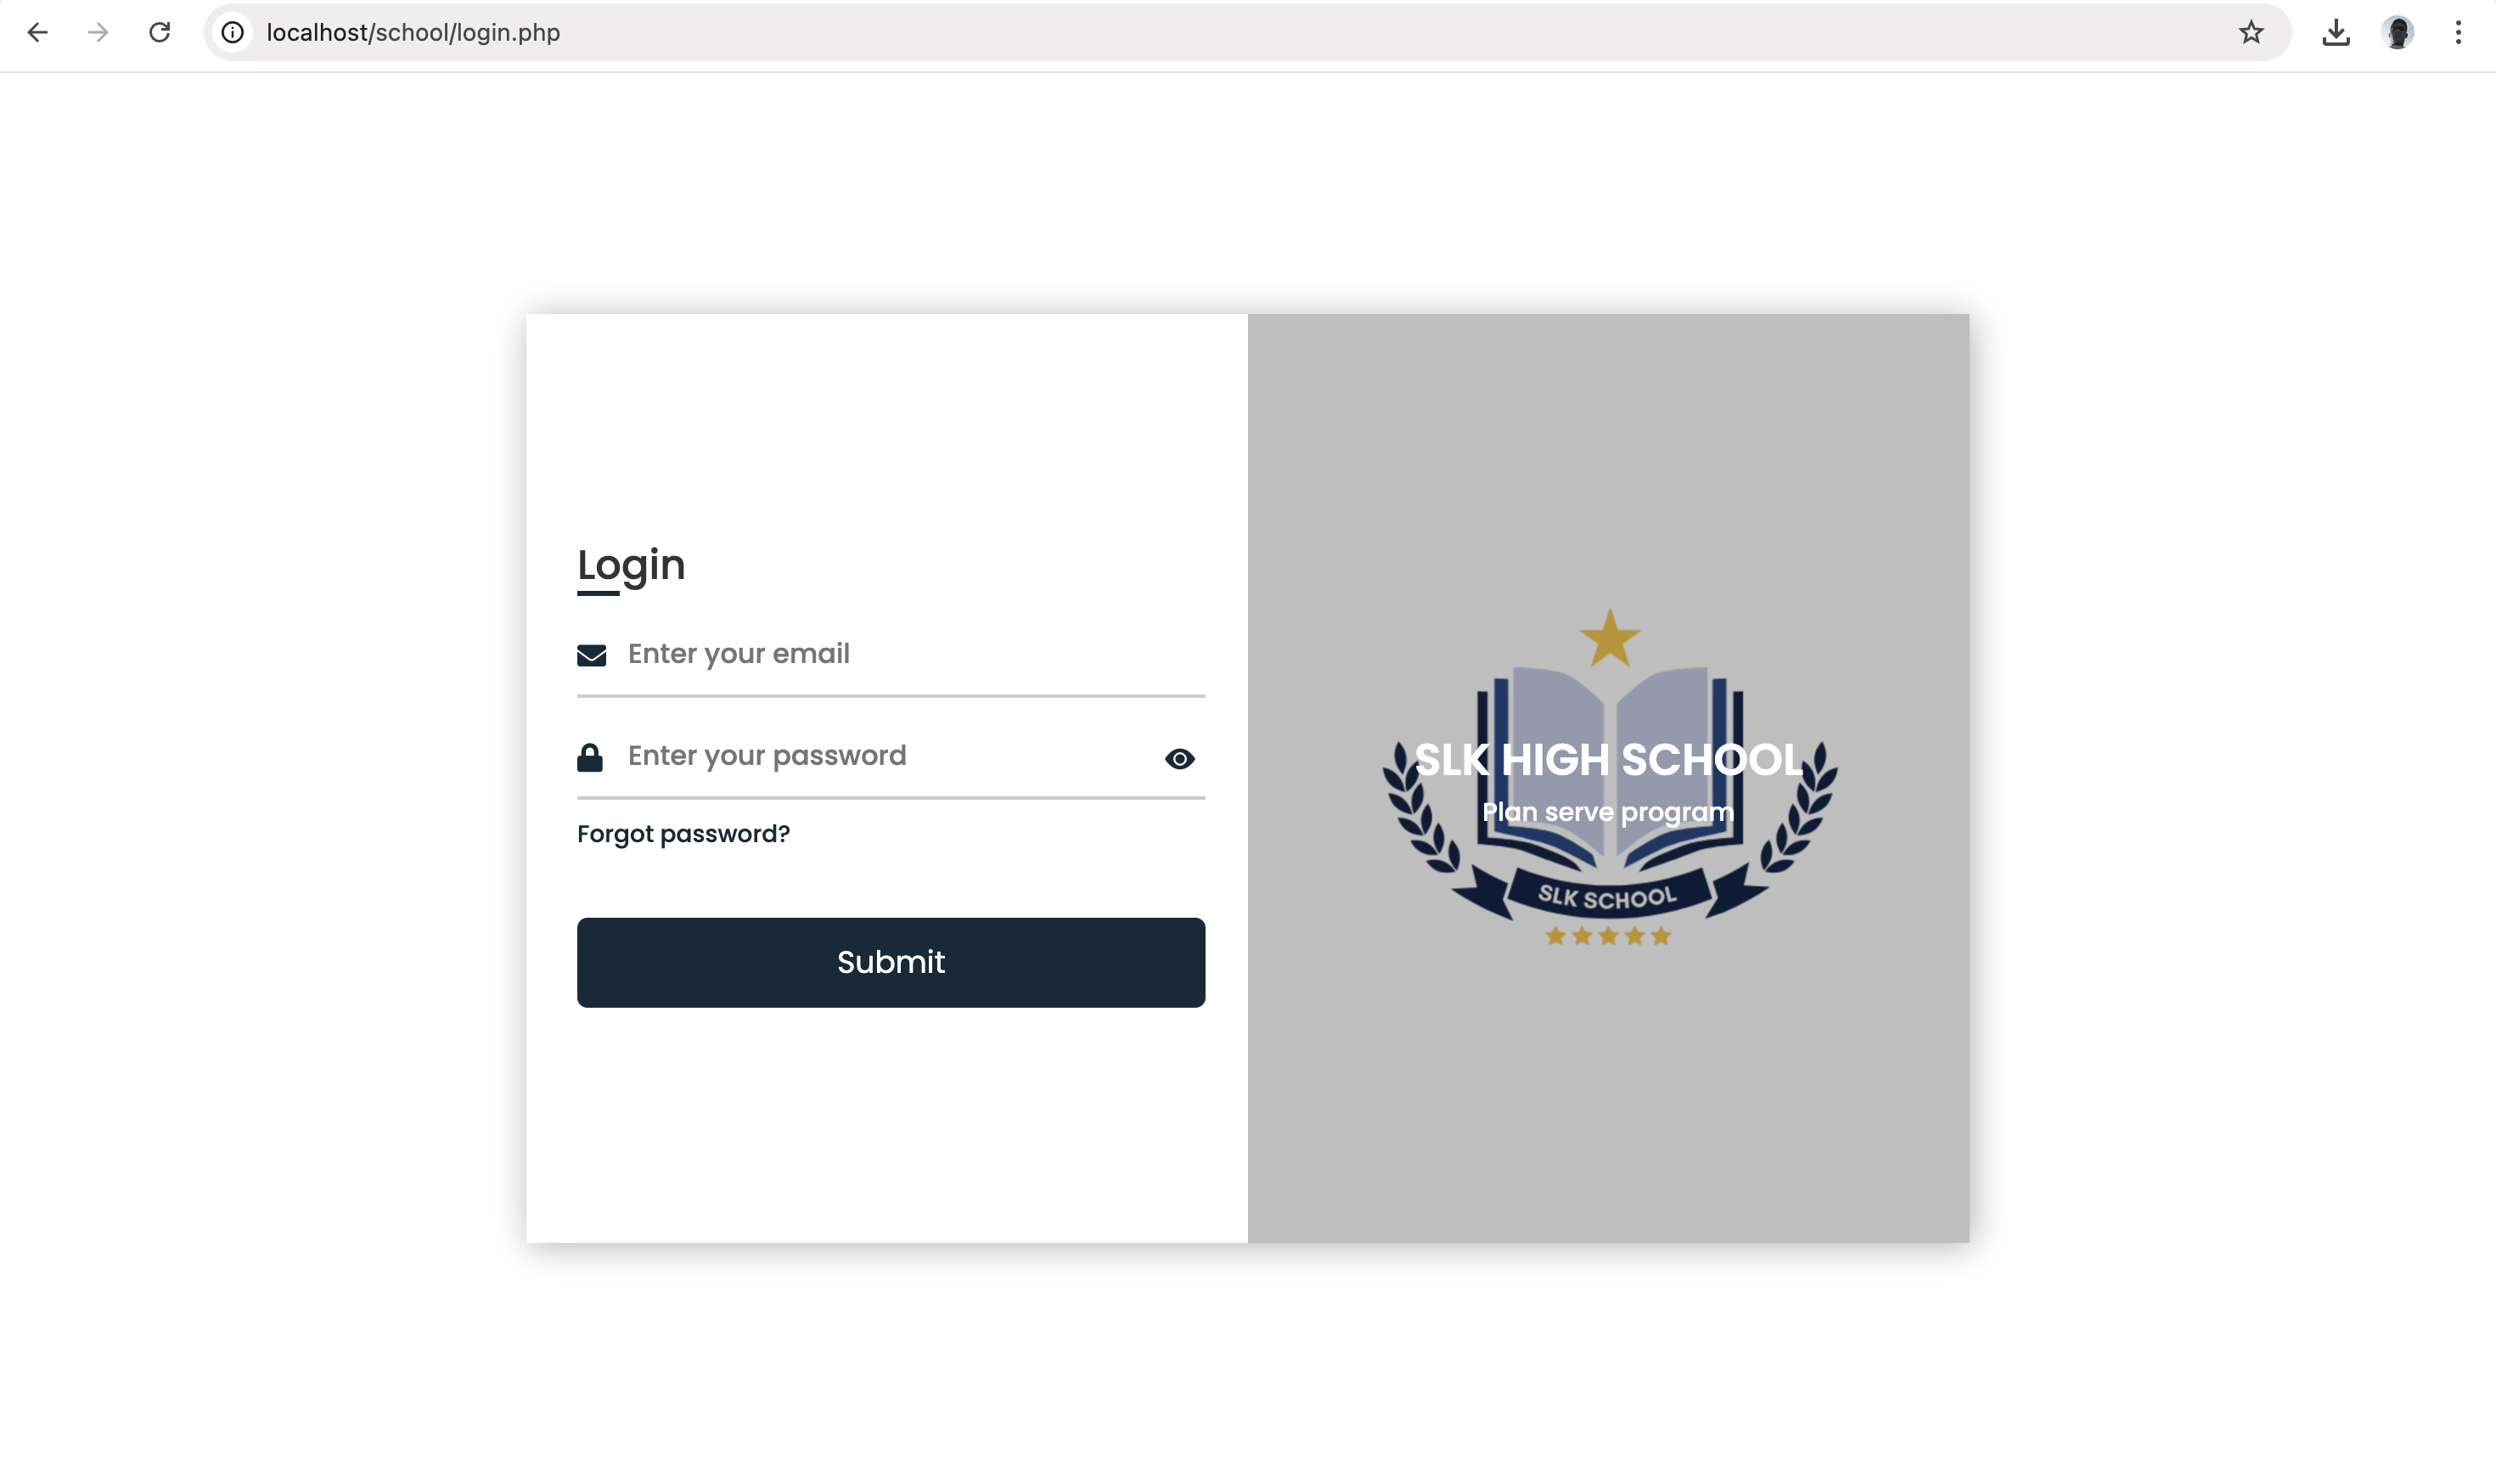 localhost/school/login.php
Login
Enter your email
Enter your password
Forgot password?
Submit
SLK HIGH SCHOOL
Plan serve program
SLK SCHOOL